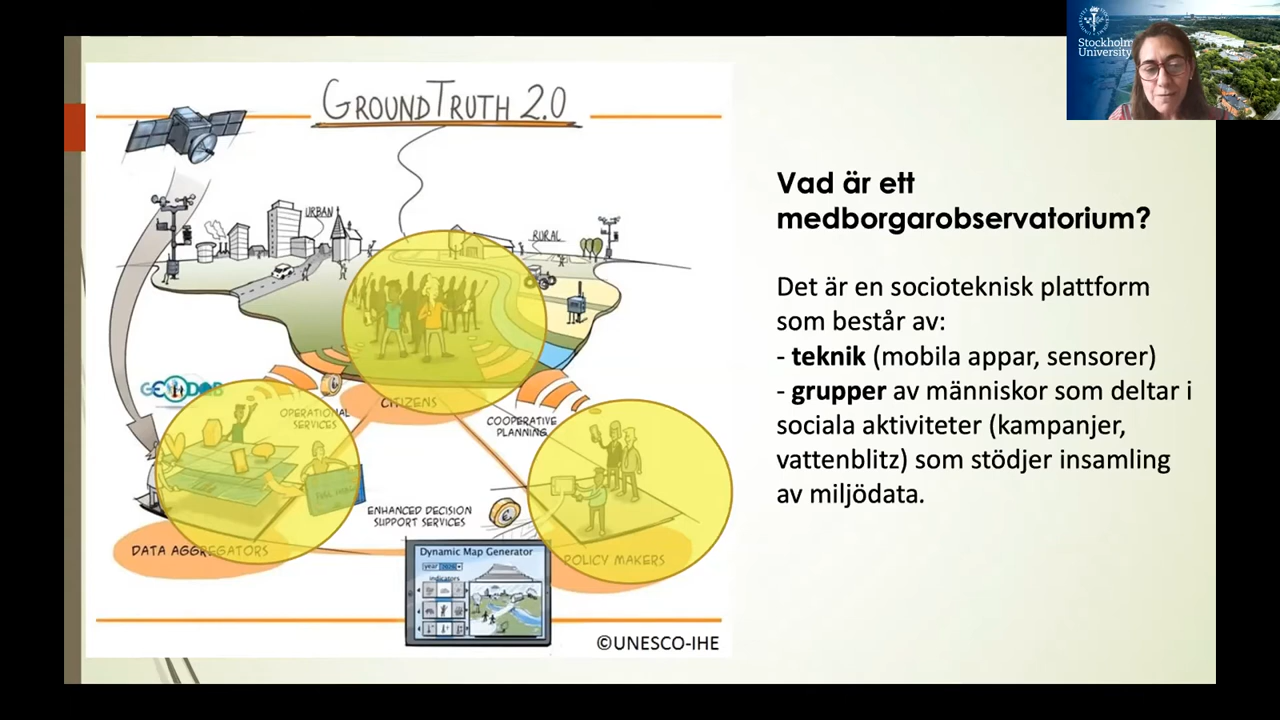 Stockholm
University
GROUNDTRUTH 2.0
URBAN
RURAL
OPERATIONAL
SERVICES
CITIZENS
COOPERATIVE
PLANNING
ENHANCED DECISION
SUPPORT SERVICES
DATA AGGREGATORS
POLICY MAKERS
Dynamic Map Generator
year
indicators
©UNESCO-IHE
Vad är ett
medborgarobservatorium?
Det är en socioteknisk plattform
som består av:
- teknik (mobila appar, sensorer)
- grupper av människor som deltar i
sociala aktiviteter (kampanjer,
vattenblitz) som stödjer insamling
av miljödata.